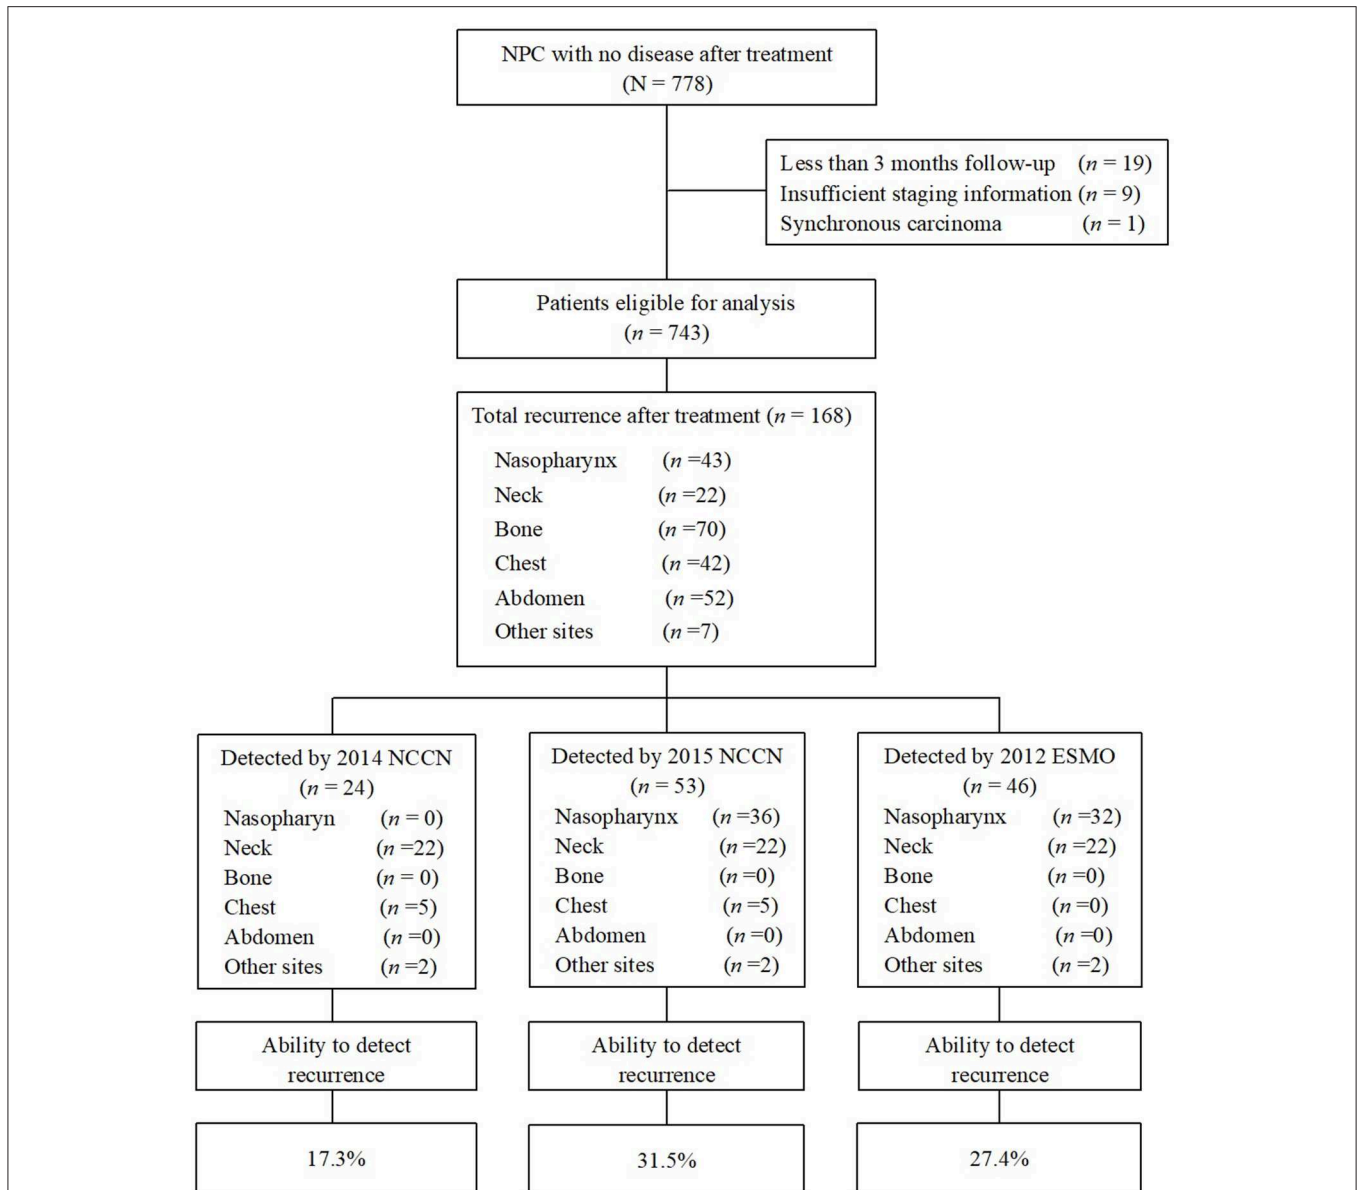 NPC with no disease after treatment
(N = 778)
Less than 3 months follow-up (n = 19)
Insufficient staging information (n = 9)
Synchronous carcinoma (n = 1)
Patients eligible for analysis
(n = 743)
Total recurrence after treatment (n = 168)
Nasopharynx (n =43)
Neck (n =22)
Bone (n =70)
Chest (n =42)
Abdomen (n =52)
Other sites (n =7)
Detected by 2014 NCCN
(n = 24)
Nasopharyn (n = 0)
Neck (n =22)
Bone (n = 0)
Chest (n =5)
Abdomen (n =0)
Other sites (n =2)
Ability to detect
recurrence
17.3%
Detected by 2015 NCCN
(n = 53)
Nasopharynx (n =36)
Neck (n =22)
Bone (n =0)
Chest (n =5)
Abdomen (n =0)
Other sites (n =2)
Ability to detect
recurrence
31.5%
Detected by 2012 ESMO
(n = 46)
Nasopharynx (n =32)
Neck (n =22)
Bone (n =0)
Chest (n =0)
Abdomen (n =0)
Other sites (n =2)
Ability to detect
recurrence
27.4%